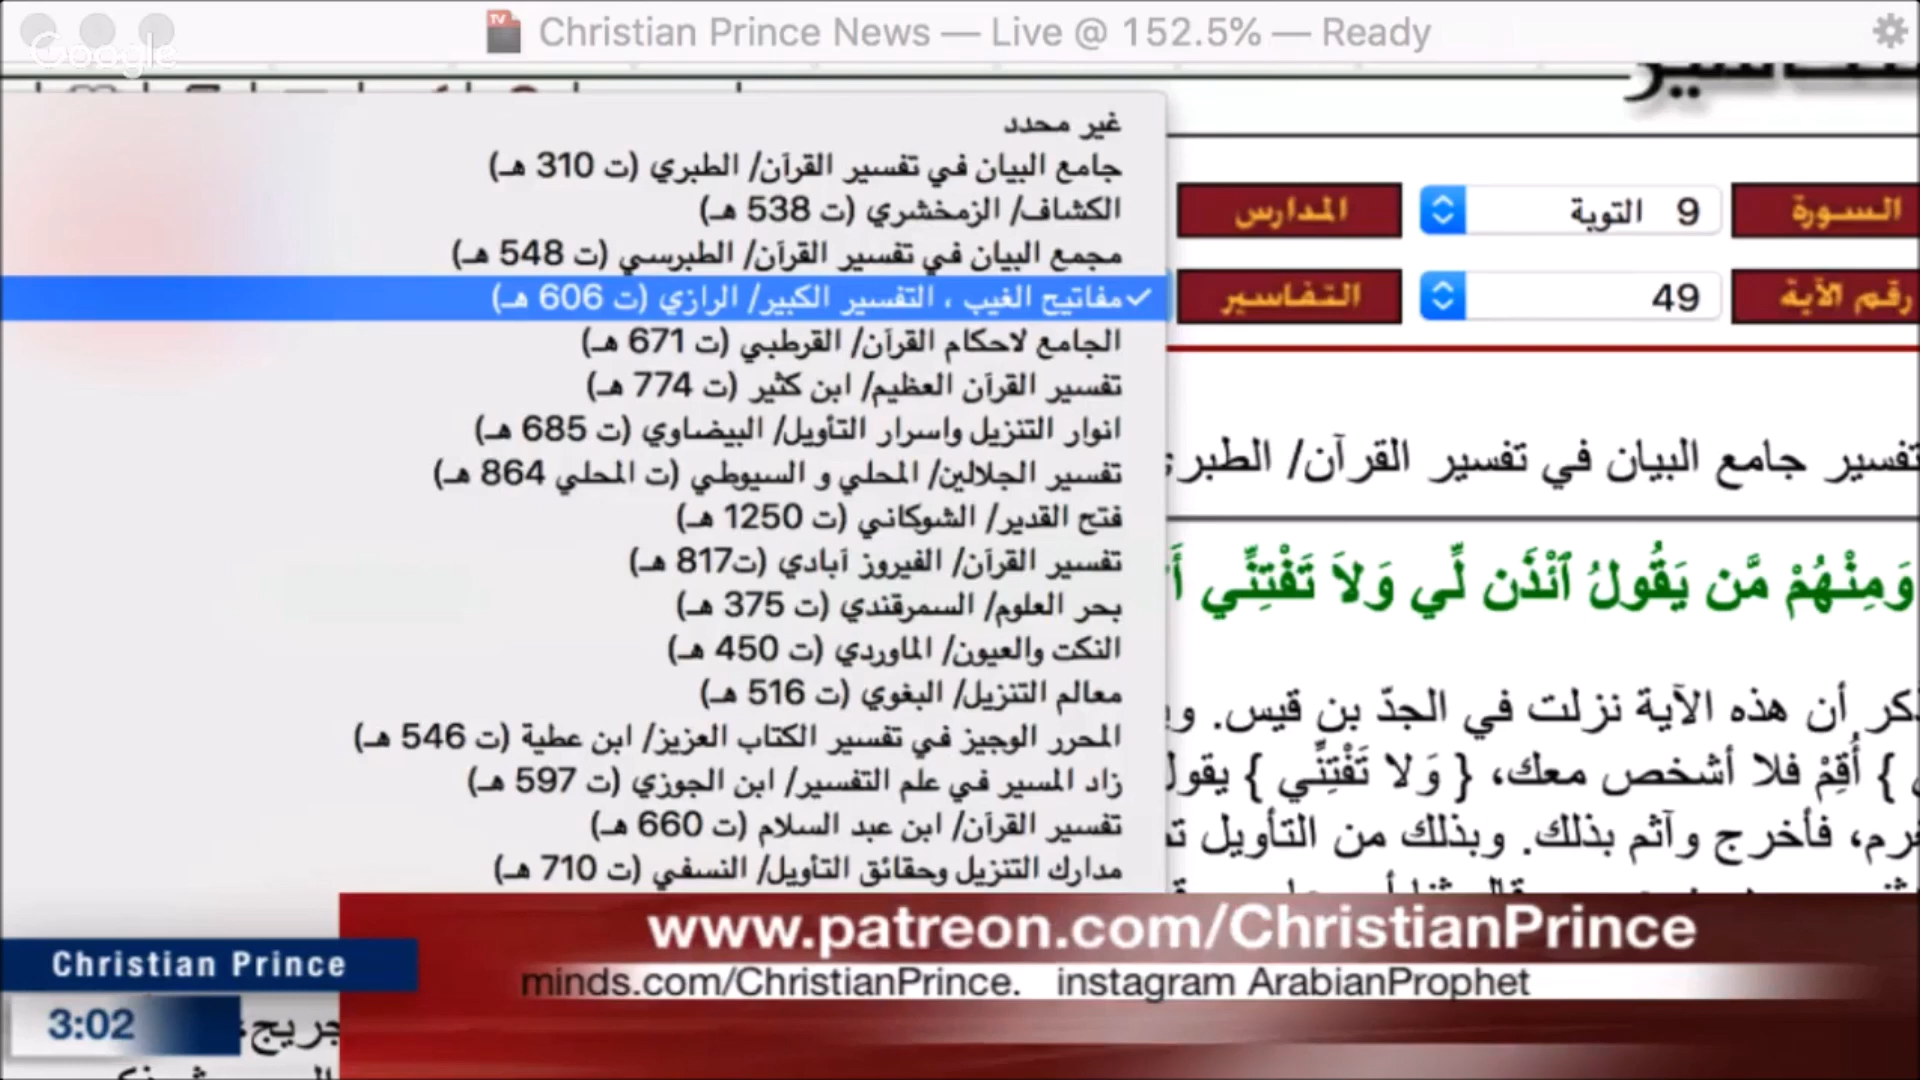 Christian Prince News — Live @ 152.5% — Ready
Google
غير محدد
جامع البيان في تفسير القرآن/ الطبري (ت 310 هـ)
الكشاف/ الزمخشري (ت 538 هـ)
مجمع البيان في تفسير القرآن/ الطبرسي (ت 548 هـ)
مفاتيح الغيب ، التفسير الكبير/ الرازي (ت 606 هـ)
الجامع لاحكام القرآن/ القرطبي (ت 671 هـ)
تفسير القرآن العظيم/ ابن كثير (ت 774 هـ)
انوار التنزيل واسرار التأويل/ البيضاوي (ت 685 هـ)
تفسير الجلالين/ المحلي و السيوطي (ت المحلي 864 هـ)
فتح القدير/ الشوكاني (ت 1250 هـ)
تفسير القرآن/ الفيروز آبادي (ت817 هـ)
بحر العلوم/ السمرقندي (ت 375 هـ)
النكت والعيون/ الماوردي (ت 450 هـ)
معالم التنزيل/ البغوي (ت 516 هـ)
المحرر الوجيز في تفسير الكتاب العزيز/ ابن عطية (ت 546 هـ)
زاد المسير في علم التفسير/ ابن الجوزي (ت 597 هـ)
تفسير القرآن/ ابن عبد السلام (ت 660 هـ)
مدارك التنزيل وحقائق التأويل/ النسفي (ت 710 هـ)
السورة 9 التوبة المدارس
رقم الآية 49 التفاسير
تفسير جامع البيان في تفسير القرآن/ الطبر
وَمِنْهُمْ مَّن يَقُولُ ٱئْذَن لِّي وَلاَ تَفْتِنِّي
أن هذه الآية نزلت في الجدّ بن قيس.
} أُقِمْ فلا أشخص معك، { وَلا تَفْتِنِّي } يقول
فأخرج وآثم بذلك. وبذلك من التأويل
www.patreon.com/ChristianPrince
minds.com/ChristianPrince. instagram ArabianProphet
Christian Prince
3:02
جريج،